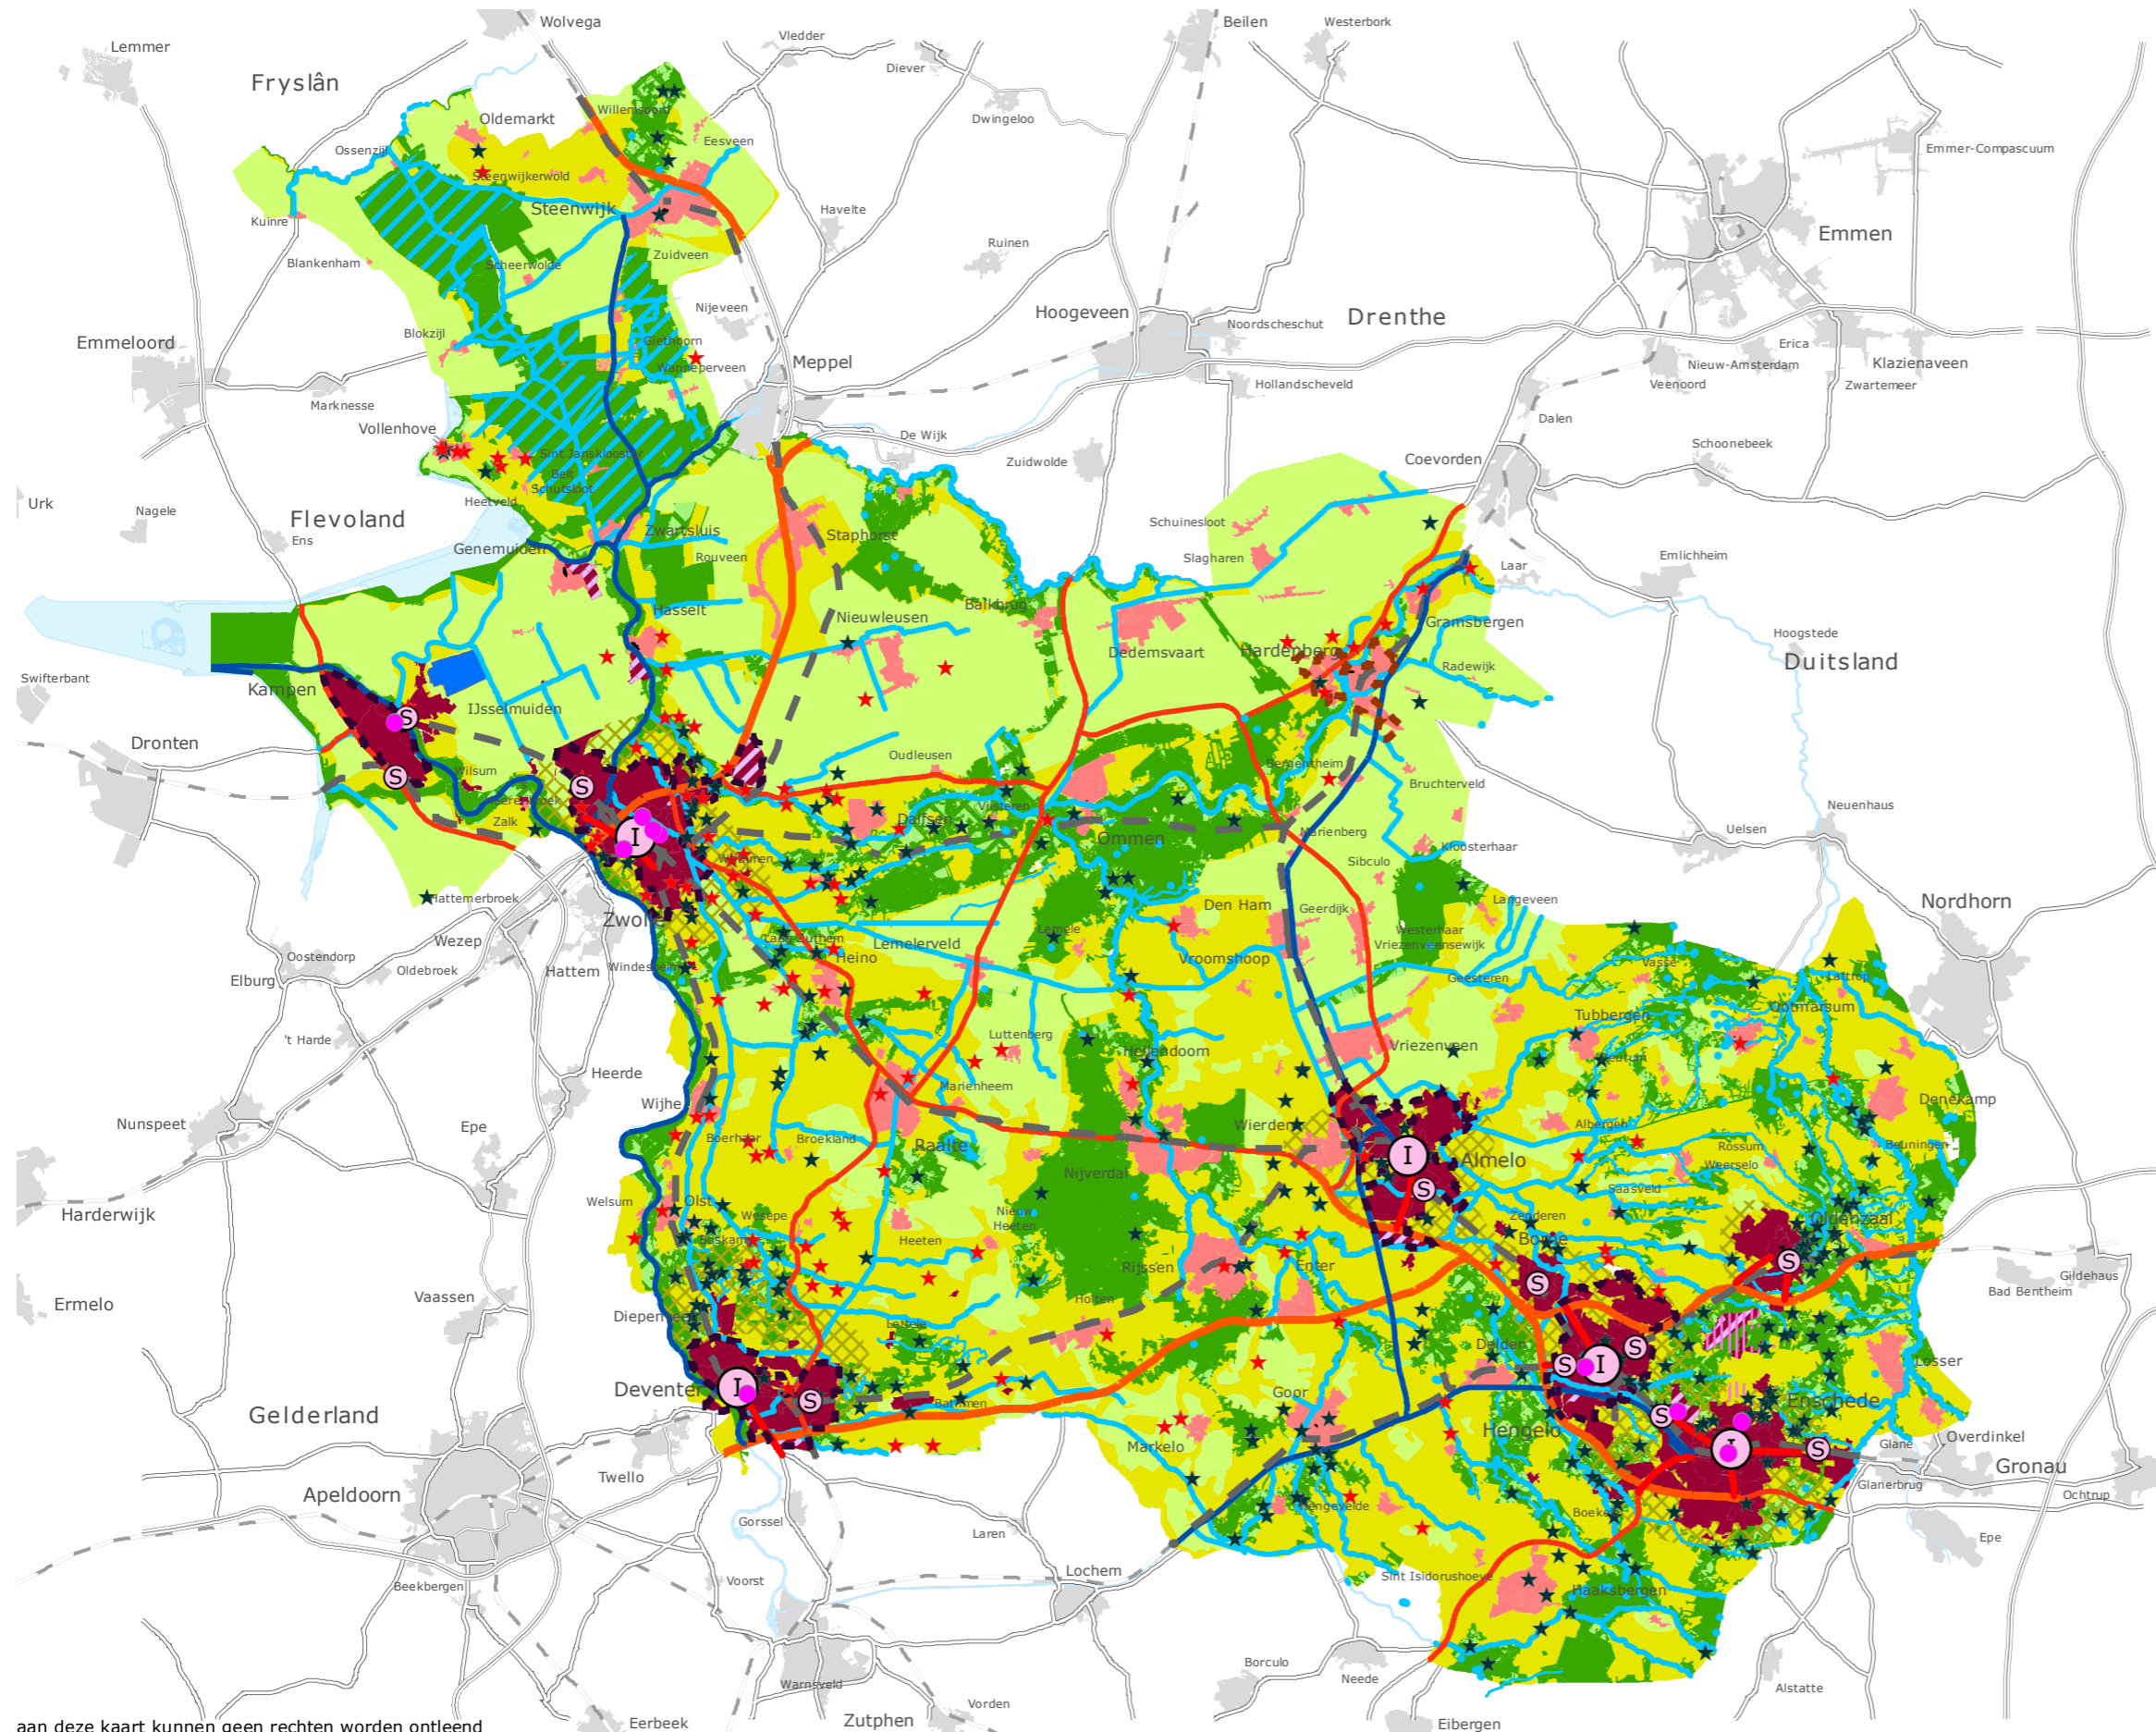 Wolvega
Beilen
Westerbork
Lemmer
Vledder
Diever
Fryslân
Willemsoord
Oldemarkt
Dwingeloo
Eesveen
Ossenzijl
Emmer-Compascuum
Steenwijkerwold
Steenwijk
Havelte
Kuinre
Emmen
Ruinen
Zuidveen
Blankenham
Scheerwolde
Nijeveen
Hoogeveen
Drenthe
Noordscheschut
Blokzijl
Emmeloord
Giethoorn
Erica
Meppel
Wanneperveen
Nieuw-Amsterdam
Klazienaveen
Hollandscheveld
Veenoord
Zwartemeer
Marknesse
Dalen
Vollenhove
De Wijk
Schoonebeek
Sint Jansklooster
Coevorden
Zuidwolde
Belt
Schutsloot
Heetveld
Urk
Nagele
Flevoland
Schuinesloot
Zwartsluis
Staphorst
Ens
Genemuiden
Rouveen
Slagharen
Emlichheim
Laar
Hasselt
Balkbrug
Nieuwleusen
Gramsbergen
Hoogstede
Dedemsvaart
Hardenberg
Duitsland
Radewijk
Swifterbant
Kampen
IJsselmuiden
Dronten
Oudleusen
Bergentheim
Wilsum
Bruchterveld
Vilsteren
Neuenhaus
Zalk
Dalfsen
Uelsen
Ommen
Marienberg
Kloosterhaar
Sibculo
Hattemerbroek
Langeveen
Nordhorn
Den Ham
Geerdijk
Zwolle
Lemele
Westerhaar
Wezep
Laag Zuthem
Lemelerveld
Vriezenveensewijk
Oostendorp
Heino
Vroomshoop
Vasse
Oldebroek
Hattem
Windesheim
Elburg
Geesteren
Lattrop
Ootmarsum
Tubbergen
't Harde
Luttenberg
Hellendoorn
Vriezenveen
Reutum
Heerde
Marienheem
Wijhe
Denekamp
Nunspeet
Epe
Wierden
Albergen
Boerhaar
Broekland
Raalte
Rossum
Beuningen
Almelo
Weerselo
Nijverdal
Saasveld
Welsum
Olst
Harderwijk
Wesepe
Nieuw
Heeten
Zenderen
Oldenzaal
Boskamp
Heeten
Borne
Rijssen
Enter
Gildehaus
Bad Bentheim
Ermelo
Vaassen
Holten
Diepenveen
Lettele
Delden
Losser
Deventer
Goor
Enschede
Gelderland
Bathmen
Hengelo
Markelo
Overdinkel
Glane
Twello
Gronau
Apeldoorn
Glanerbrug
Ochtrup
Hengevelde
Gorssel
Boekelo
Laren
Epe
Lochem
Voorst
Sint Isidorushoeve
Beekbergen
Haaksbergen
Borculo
Neede
Warnsveld
Alstatte
Vorden
Zutphen
Eerbeek
Eibergen
aan deze kaart kunnen geen rechten worden ontleend
S
S
S
I
I
S
S
S
S
S
I
I
S
S
S
I